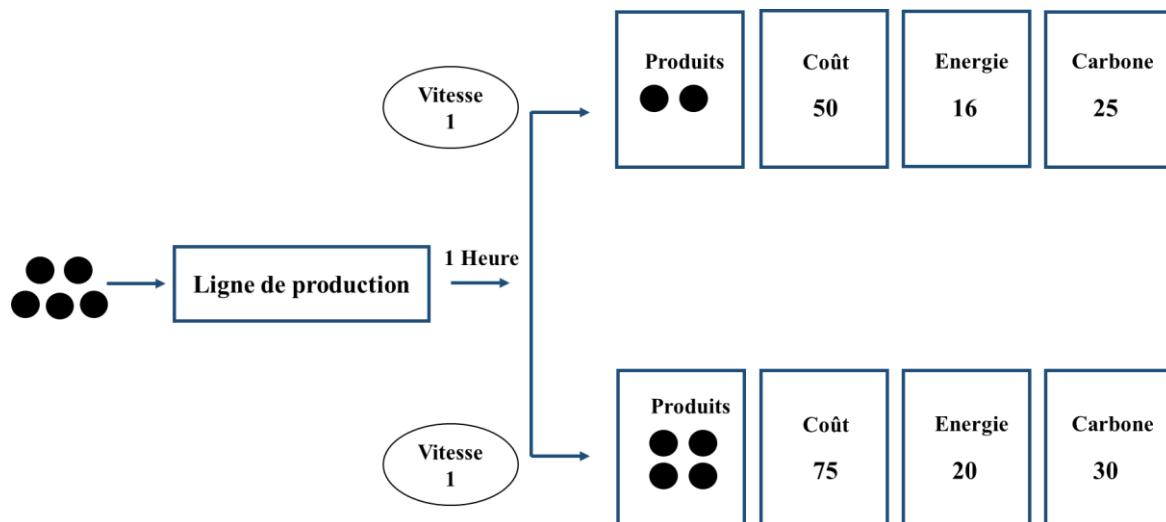 Vitesse
1
Produits
Coût
50
Energie
16
Carbone
25
1 Heure
Ligne de production
Vitesse
1
Produits
Coût
75
Energie
20
Carbone
30